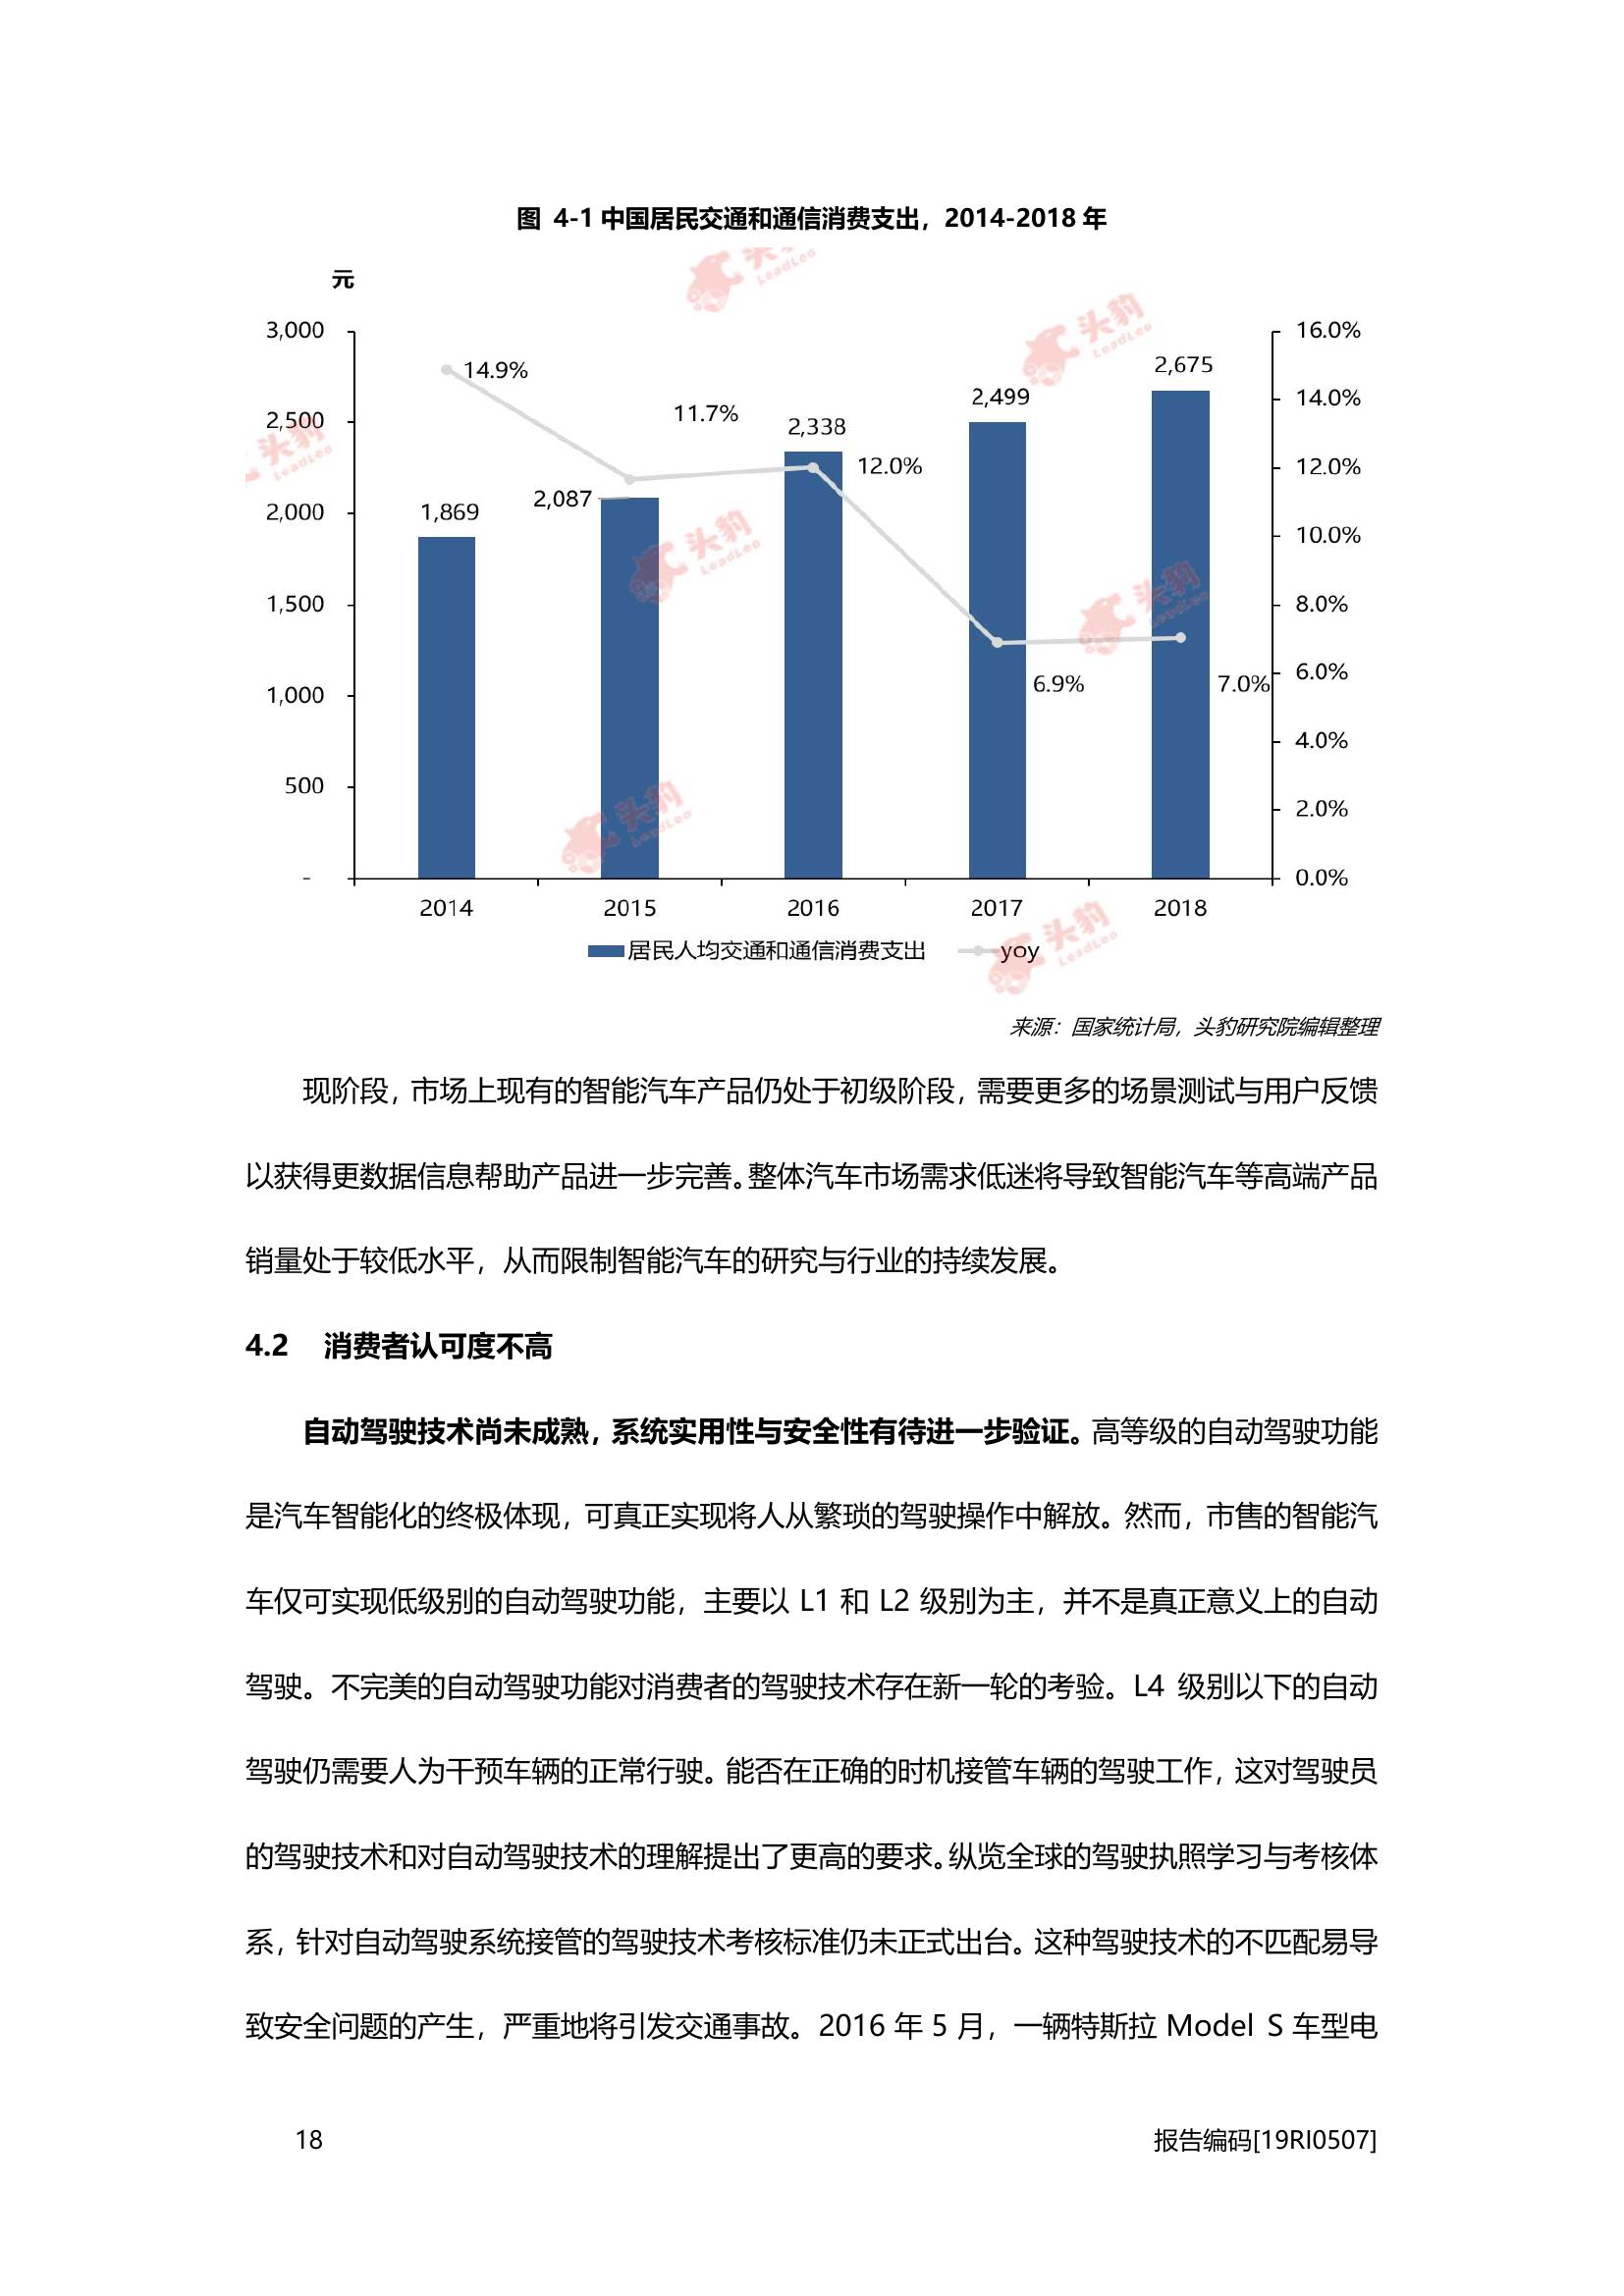 图 4-1 中国居民交通和通信消费支出，2014-2018 年
元
3,000
2,500
2,000
1,500
1,000
500
-
16.0%
14.0%
12.0%
10.0%
8.0%
6.0%
4.0%
2.0%
0.0%
14.9%
11.7%
12.0%
6.9%
7.0%
1,869
2,087
2,338
2,499
2,675
2014 2015 2016 2017 2018
居民人均交通和通信消费支出 yoy
头豹
LeadLeo
来源：国家统计局，头豹研究院编辑整理
现阶段，市场上现有的智能汽车产品仍处于初级阶段，需要更多的场景测试与用户反馈
以获得更数据信息帮助产品进一步完善。整体汽车市场需求低迷将导致智能汽车等高端产品
销量处于较低水平，从而限制智能汽车的研究与行业的持续发展。
4.2 消费者认可度不高
自动驾驶技术尚未成熟，系统实用性与安全性有待进一步验证。高等级的自动驾驶功能
是汽车智能化的终极体现，可真正实现将人从繁琐的驾驶操作中解放。然而，市售的智能汽
车仅可实现低级别的自动驾驶功能，主要以 L1 和 L2 级别为主，并不是真正意义上的自动
驾驶。不完美的自动驾驶功能对消费者的驾驶技术存在新一轮的考验。L4 级别以下的自动
驾驶仍需要人为干预车辆的正常行驶。能否在正确的时机接管车辆的驾驶工作，这对驾驶员
的驾驶技术和对自动驾驶技术的理解提出了更高的要求。纵览全球的驾驶执照学习与考核体
系，针对自动驾驶系统接管的驾驶技术考核标准仍未正式出台。这种驾驶技术的不匹配易导
致安全问题的产生，严重地将引发交通事故。2016 年 5 月，一辆特斯拉 Model S 车型电
18
报告编码[19RI0507]